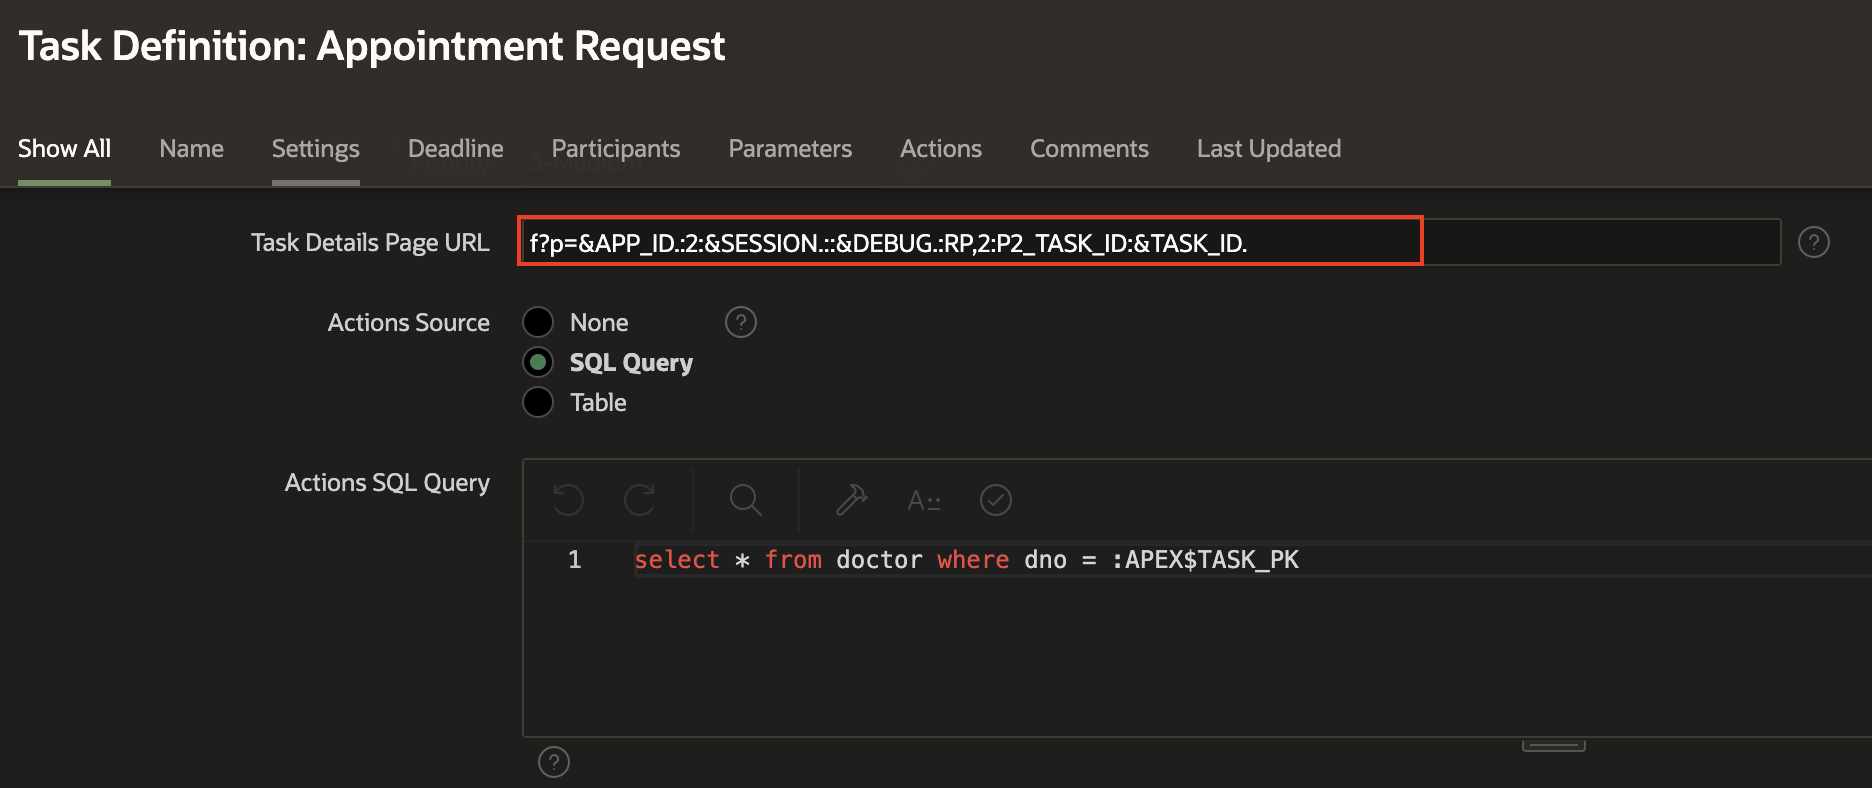 Task Definition: Appointment Request
Show All Name Settings Deadline Participants Parameters Actions Comments Last Updated
Task Details Page URL f?p=&APP_ID.:2:&SESSION.::&DEBUG.:RP,2:P2_TASK_ID:&TASK_ID. ?
Actions Source None ?
SQL Query
Table
Actions SQL Query
A
1 select * from doctor where dno = :APEX$TASK_PK
?